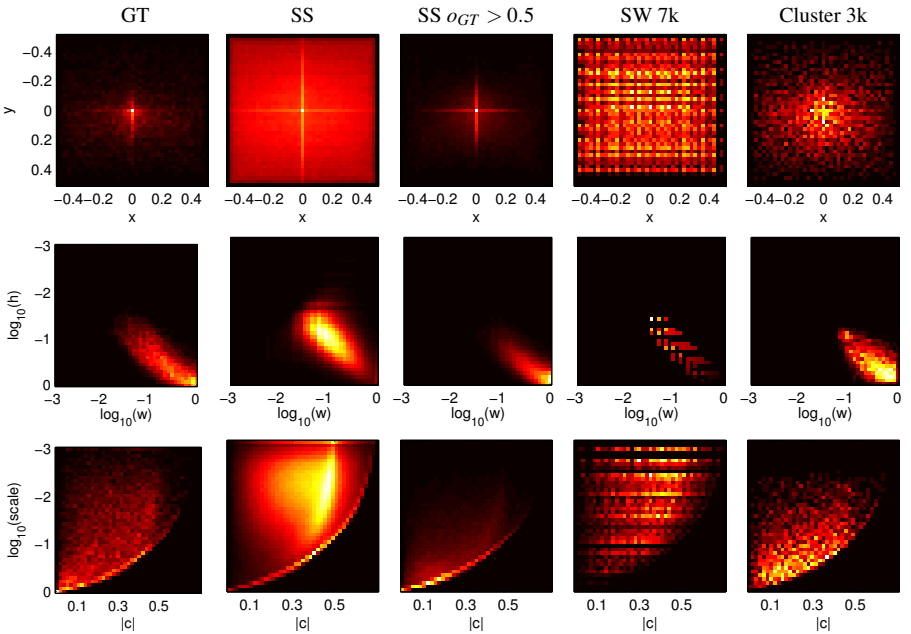 GT SS SS o_GT > 0.5 SW 7k Cluster 3k
−0.4
−0.2
0
0.2
0.4
y
−0.4−0.2 0 0.2 0.4 −0.4−0.2 0 0.2 0.4 −0.4−0.2 0 0.2 0.4 −0.4−0.2 0 0.2 0.4 −0.4−0.2 0 0.2 0.4
x x x x x
−3
−2
−1
0
log10(h)
−3 −2 −1 0 −3 −2 −1 0 −3 −2 −1 0 −3 −2 −1 0 −3 −2 −1 0
log10(w) log10(w) log10(w) log10(w) log10(w)
−3
−2
−1
0
log10(scale)
0.1 0.3 0.5 0.1 0.3 0.5 0.1 0.3 0.5 0.1 0.3 0.5 0.1 0.3 0.5
|c| |c| |c| |c| |c|